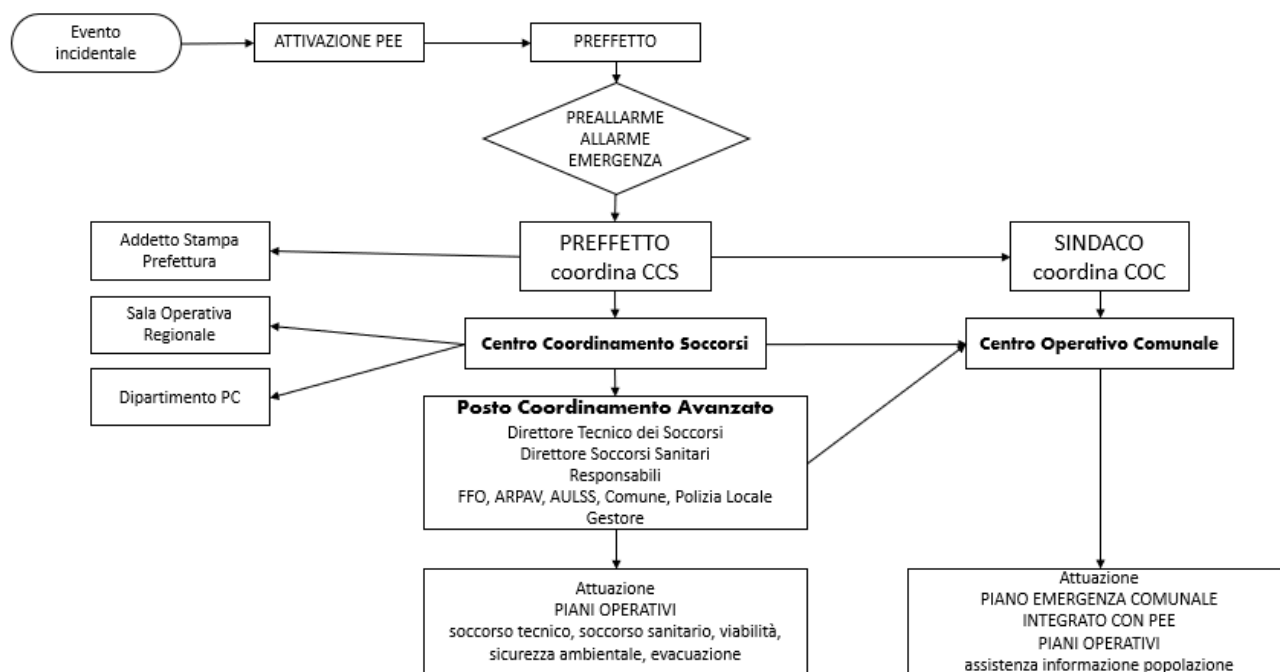 Evento
incidentale
ATTIVAZIONE PEE
PREFFETTO
PREALLARME
ALLARME
EMERGENZA
Addetto Stampa
Prefettura
PREFFETTO
coordina CCS
SINDACO
coordina COC
Sala Operativa
Regionale
Centro Coordinamento Soccorsi
Centro Operativo Comunale
Dipartimento PC
Posto Coordinamento Avanzato
Direttore Tecnico dei Soccorsi
Direttore Soccorsi Sanitari
Responsabili
FFO, ARPAV, AULSS, Comune, Polizia Locale
Gestore
Attuazione
PIANI OPERATIVI
soccorso tecnico, soccorso sanitario, viabilità,
sicurezza ambientale, evacuazione
Attuazione
PIANO EMERGENZA COMUNALE
INTEGRATO CON PEE
PIANI OPERATIVI
assistenza informazione popolazione